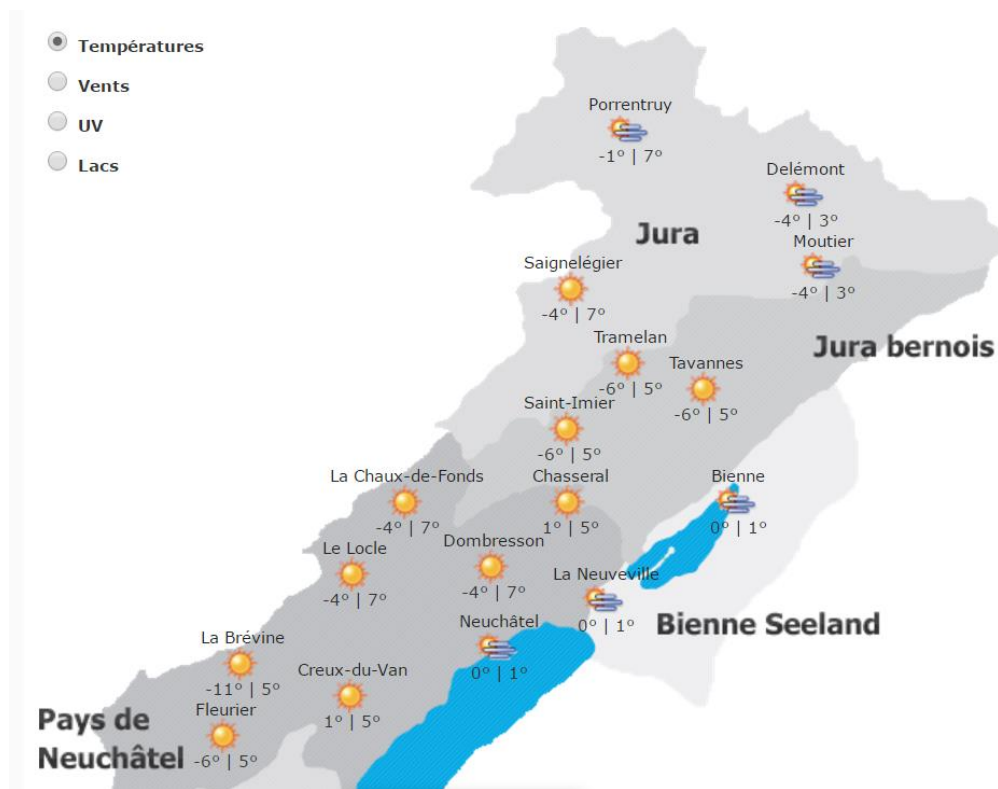 Températures
Vents
UV
Lacs
Porrentruy
-1° | 7°
Delémont
-4° | 3°
Jura
Moutier
-4° | 3°
Saignelégier
-4° | 7°
Tramelan
-6° | 5°
Jura bernois
Tavannes
-6° | 5°
Saint-Imier
-6° | 5°
La Chaux-de-Fonds
-4° | 7°
Chasseral
1° | 5°
Bienne
0° | 1°
Le Locle
-4° | 7°
Dombresson
-4° | 7°
La Neuveville
0° | 1°
Bienne Seeland
Neuchâtel
0° | 1°
La Brévine
-11° | 5°
Creux-du-Van
1° | 5°
Fleurier
-6° | 5°
Pays de
Neuchâtel